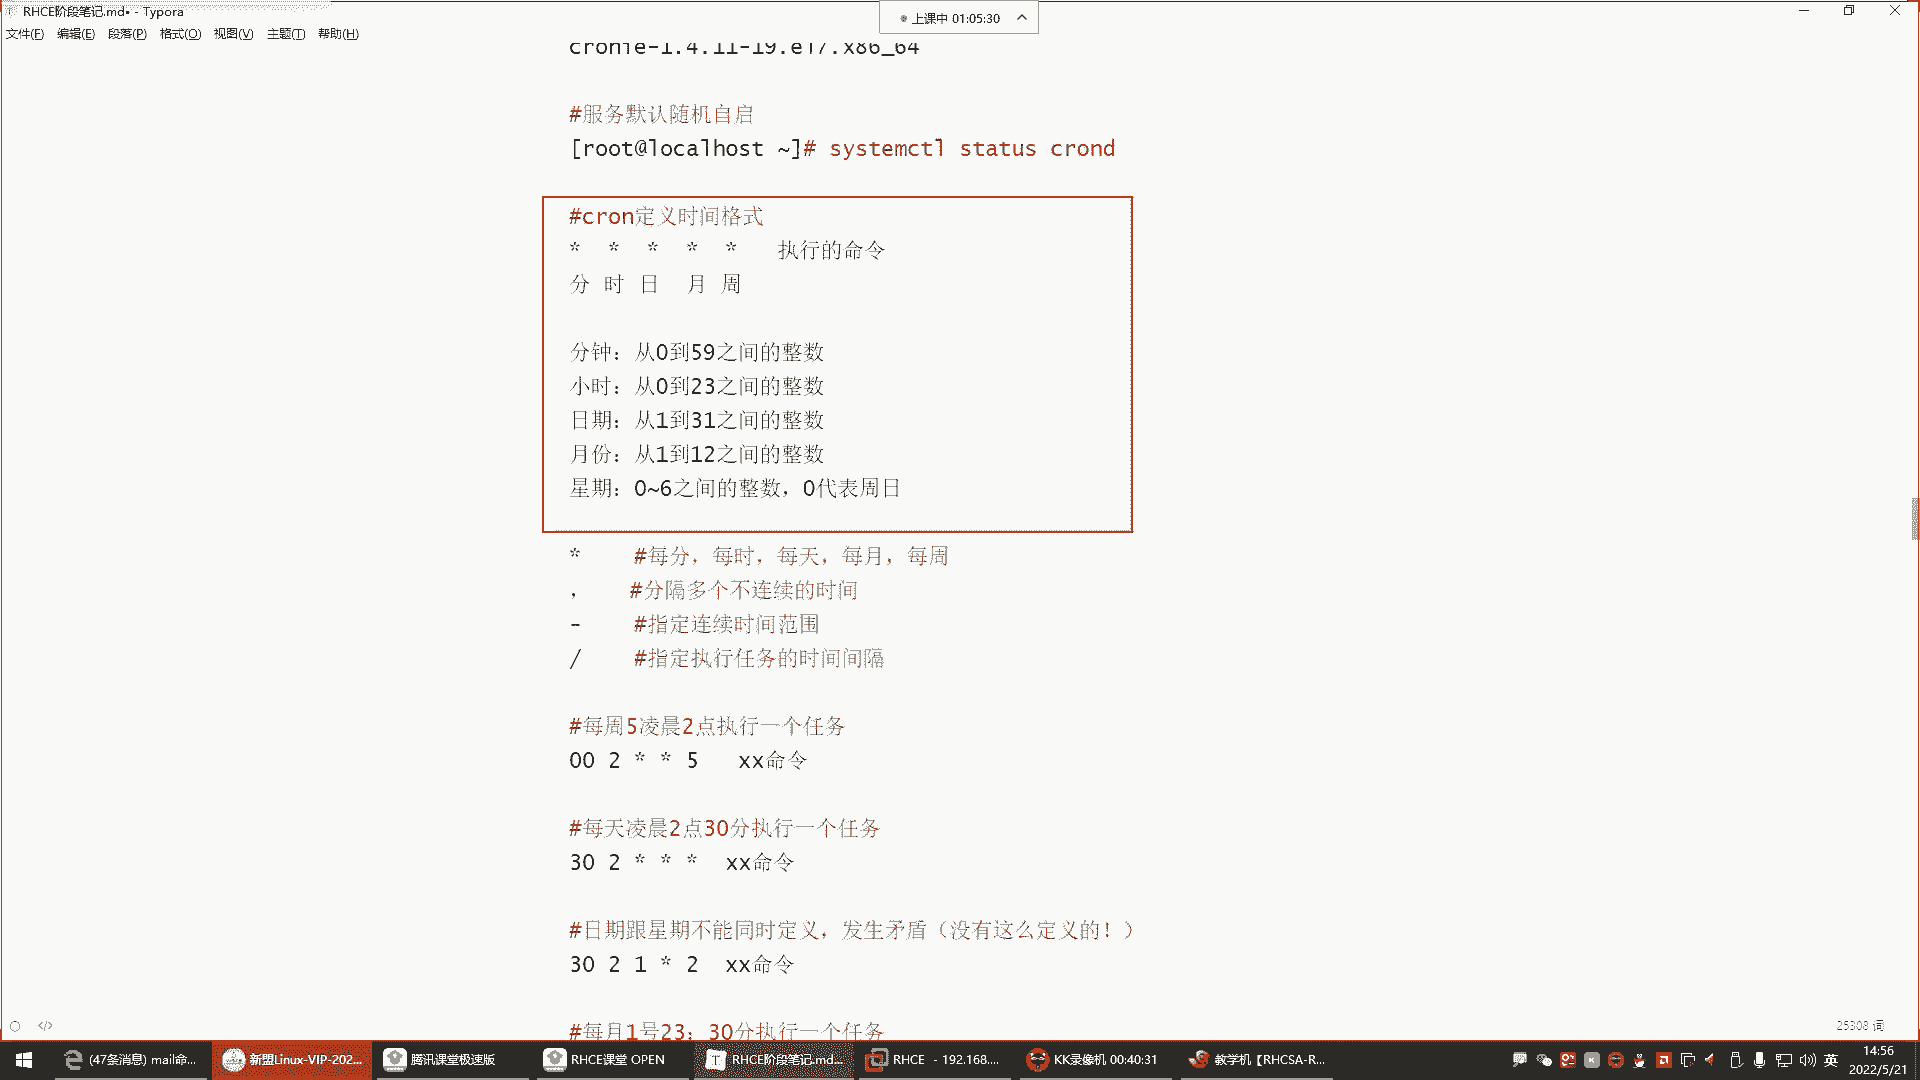 RHCE阶段笔记.md• - Typora
上课中 01:05:30
文件(F) 编辑(E) 段落(P) 格式(O) 视图(V) 主题(T) 帮助(H)
cronie-1.4.11-19.el7.x86_64
#服务默认随机自启
[root@localhost ~]# systemctl status crond
#cron定义时间格式
* * * * * 执行的命令
分 时 日 月 周
分钟：从0到59之间的整数
小时：从0到23之间的整数
日期：从1到31之间的整数
月份：从1到12之间的整数
星期：0~6之间的整数，0代表周日
* #每分，每时，每天，每月，每周
， #分隔多个不连续的时间
- #指定连续时间范围
/ #指定执行任务的时间间隔
#每周5凌晨2点执行一个任务
00 2 * * 5 xx命令
#每天凌晨2点30分执行一个任务
30 2 * * * xx命令
#日期跟星期不能同时定义，发生矛盾（没有这么定义的！）
30 2 1 * 2 xx命令
#每月1号23：30分执行一个任务
25308 词
(47条消息) mail命...
新盟Linux-VIP-202...
腾讯课堂极速版
RHCE课堂 OPEN
RHCE阶段笔记.md...
RHCE - 192.168....
KK录像机 00:40:31
教学机【RHCSA-R...
英
14:56
2022/5/21